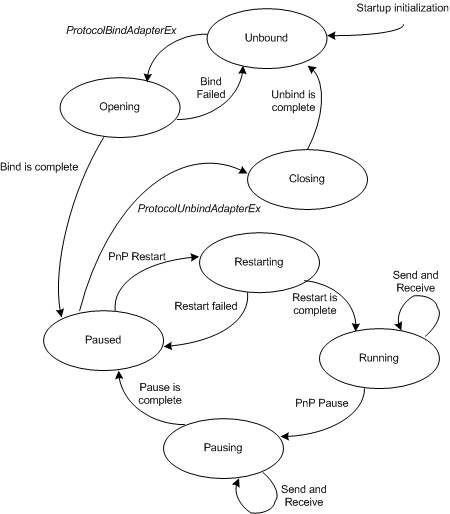 Startup initialization
ProtocolBindAdapterEx
Unbound
Bind
Failed
Unbind is
complete
Opening
Bind is complete
Closing
ProtocolUnbindAdapterEx
PnP Restart
Restarting
Send and
Receive
Restart failed
Restart is
complete
Paused
Running
Pause is
complete
PnP Pause
Pausing
Send and
Receive